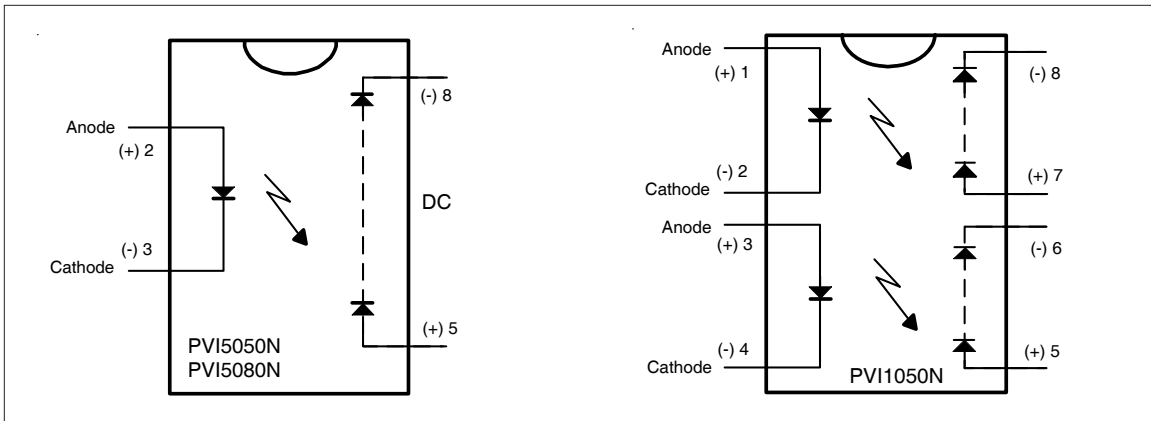 (-) 8
Anode
(+) 2
DC
(-) 3
Cathode
(+) 5
PVI5050N
PVI5080N
Anode
(+) 1
(-) 8
(-) 2
Cathode
(+) 7
Anode
(+) 3
(-) 6
(-) 4
Cathode
(+) 5
PVI1050N